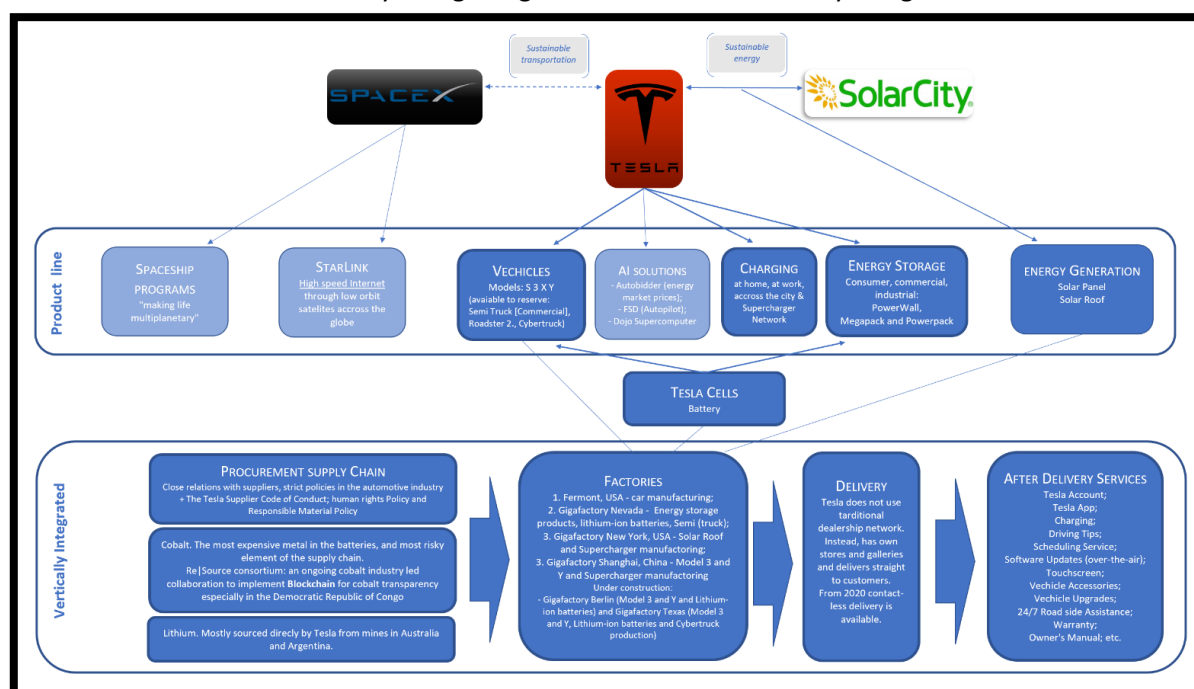 Sustainable
transportation
Sustainable
energy
SPACEX
TESLA
SolarCity
Product line
SPACESHIP
PROGRAMS
"making life
multiplanetary"
STARLINK
High speed Internet
through low orbit
satelites accross the
globe
VECHICLES
Models: S 3 X Y
(avaiable to reserve:
Semi Truck [Commercial],
Roadster 2., Cybertruck)
AI SOLUTIONS
- Autobidder (energy
market prices);
- FSD (Autopilot);
- Dojo Supercomputer
CHARGING
at home, at work,
accross the city &
Supercharger
Network
ENERGY STORAGE
Consumer, commercial,
industrial:
PowerWall,
Megapack and Powerpack
ENERGY GENERATION
Solar Panel
Solar Roof
TESLA CELLS
Battery
Vertically Integrated
PROCUREMENT SUPPLY CHAIN
Close relations with suppliers, strict policies in the automotive industry
+ The Tesla Supplier Code of Conduct; human rights Policy and
Responsible Material Policy
Cobalt. The most expensive metal in the batteries, and most risky
element of the supply chain.
Re|Source consortium: an ongoing cobalt industry led
collaboration to implement Blockchain for cobalt transparency
especially in the Democratic Republic of Congo
Lithium. Mostly sourced direcly by Tesla from mines in Australia
and Argentina.
FACTORIES
1. Fermont, USA - car manufacturing;
2. Gigafactory Nevada - Energy storage
products, lithium-ion batteries, Semi (truck);
3. Gigafactory New York, USA - Solar Roof
and Supercharger manufacturing;
3. Gigafactory Shanghai, China - Model 3 and
Y and Supercharger manufacturing
Under construction:
- Gigafactory Berlin (Model 3 and Y and Lithium-
ion batteries) and Gigafactory Texas (Model 3
and Y, Lithium-ion batteries and Cybertruck
production)
DELIVERY
Tesla does not use
tarditional
dealership network.
Instead, has own
stores and galleries
and delivers straight
to customers.
From 2020 contact-
less delivery is
available.
AFTER DELIVERY SERVICES
Tesla Account;
Tesla App;
Charging;
Driving Tips;
Scheduling Service;
Software Updates (over-the-air);
Touchscreen;
Vechicle Accessories;
Vechicle Upgrades;
24/7 Road side Assistance;
Warranty;
Owner's Manual; etc.